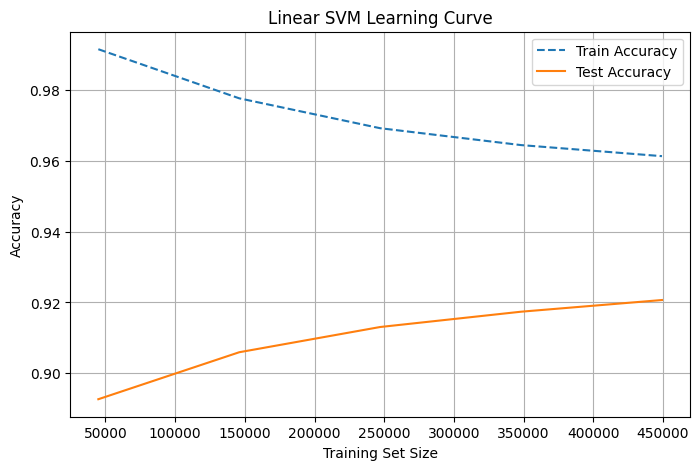 Linear SVM Learning Curve
Train Accuracy
Test Accuracy
0.98
0.96
0.94
0.92
0.90
Accuracy
50000 100000 150000 200000 250000 300000 350000 400000 450000
Training Set Size